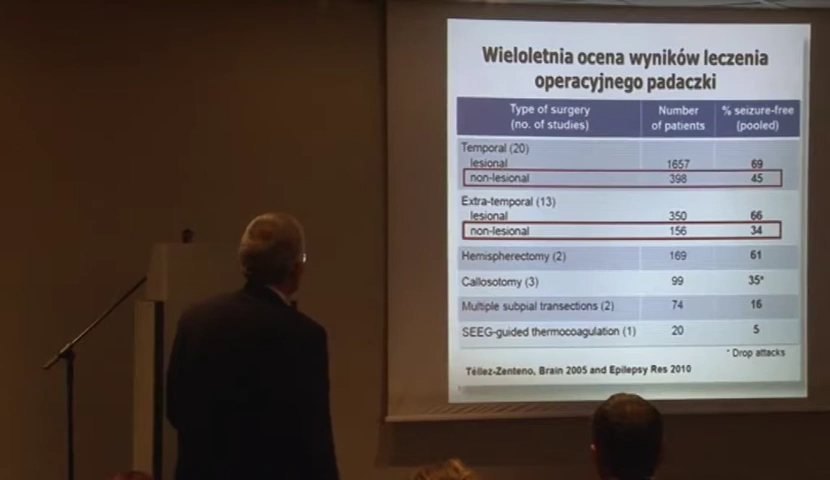 Wieloletnia ocena wyników leczenia
operacyjnego padaczki
Type of surgery
(no. of studies)
Number
of patients
% seizure-free
(pooled)
Temporal (20)
lesional 1657 69
non-lesional 398 45
Extra-temporal (13)
lesional 350 66
non-lesional 156 34
Hemispherectomy (2) 169 61
Callosotomy (3) 99 35*
Multiple subpial transections (2) 74 16
SEEG-guided thermocoagulation (1) 20 5
* Drop attacks
Téllez-Zenteno, Brain 2005 and Epilepsy Res 2010